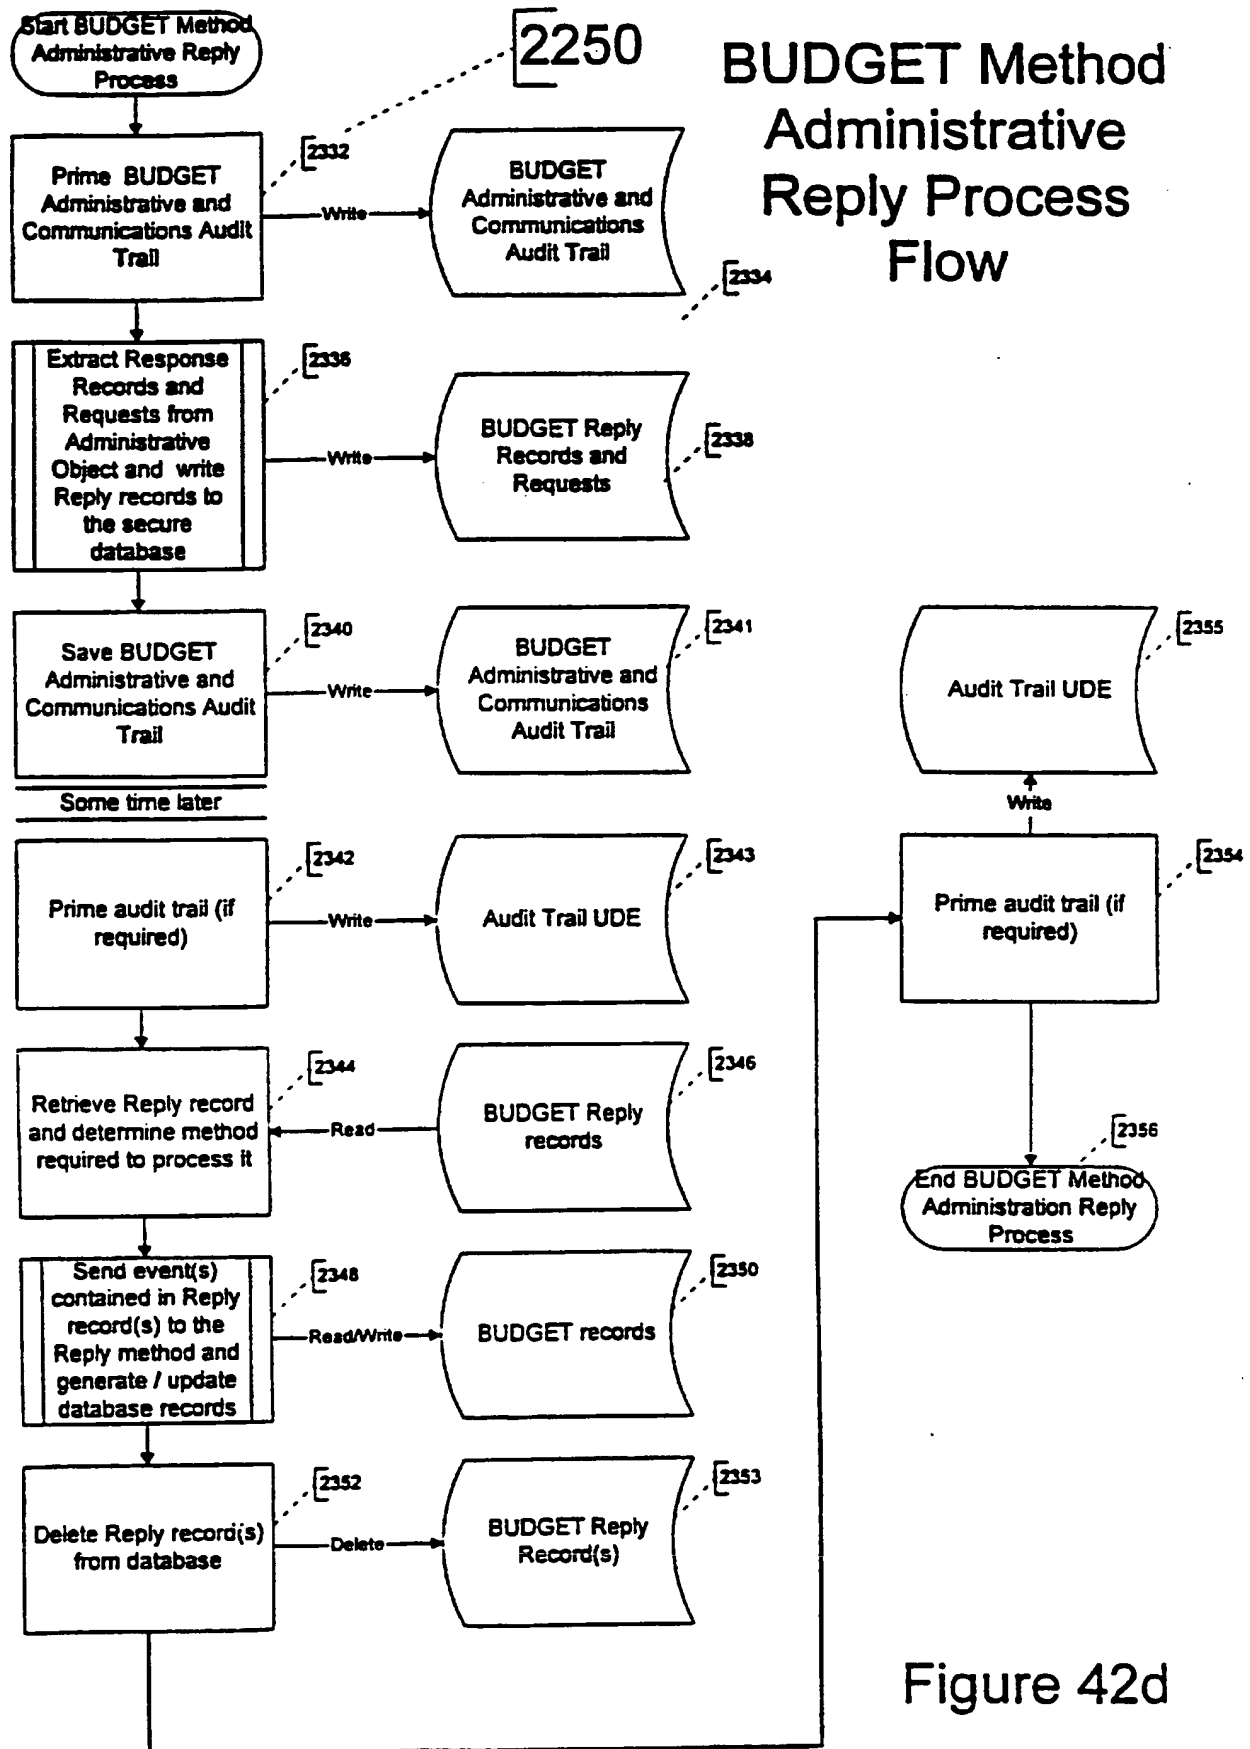 Start BUDGET Method
Administrative Reply
Process
2250
BUDGET Method
Administrative
Reply Process
Flow
2332
Prime BUDGET
Administrative and
Communications Audit
Trail
Write
BUDGET
Administrative and
Communications
Audit Trail
2334
Extract Response
Records and
Requests from
Administrative
Object and write
Reply records to
the secure
database
2336
Write
BUDGET Reply
Records and
Requests
2338
Save BUDGET
Administrative and
Communications Audit
Trail
2340
Write
BUDGET
Administrative and
Communications
Audit Trail
2341
Audit Trail UDE
2355
Some time later
Write
Prime audit trail (if
required)
2342
Write
Audit Trail UDE
2343
Prime audit trail (if
required)
2354
Retrieve Reply record
and determine method
required to process it
2344
Read
BUDGET Reply
records
2346
2356
End BUDGET Method
Administration Reply
Process
Send event(s)
contained in Reply
record(s) to the
Reply method and
generate / update
database records
2348
Read/Write
BUDGET records
2350
Delete Reply record(s)
from database
2352
Delete
BUDGET Reply
Record(s)
2353
Figure 42d